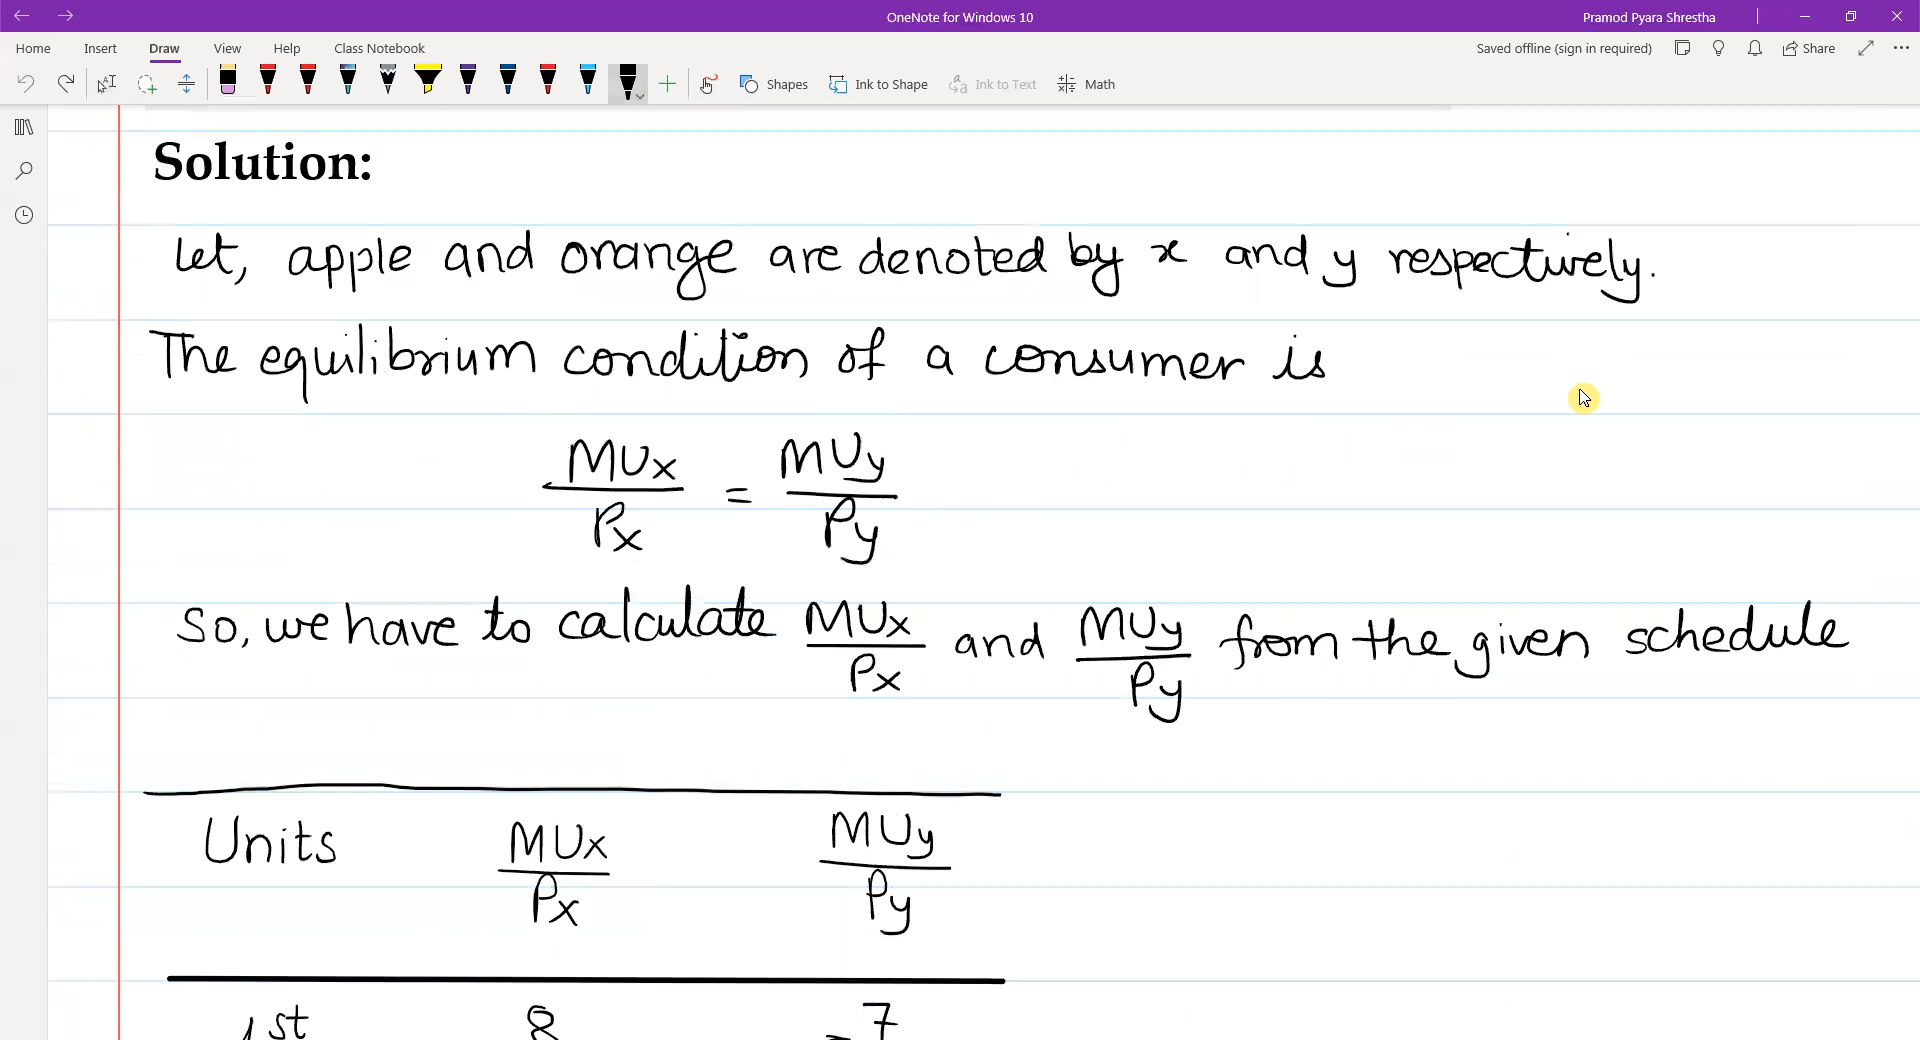 OneNote for Windows 10
Pramod Pyara Shrestha
Home Insert Draw View Help Class Notebook
Saved offline (sign in required) Share
Shapes Ink to Shape Ink to Text Math
Solution:
Let, apple and orange are denoted by x and y respectively.
The equilibrium condition of a consumer is
MUx/Px = MUy/Py
So, we have to calculate MUx/Px and MUy/Py from the given schedule
Units MUx/Px MUy/Py
1st 8 7